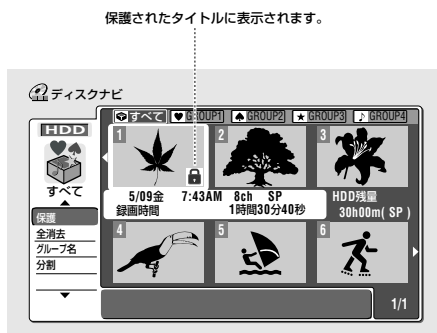 保護されたタイトルに表示されます。
ディスクナビ
すべて GROUP1 GROUP2 GROUP3 GROUP4
HDD
すべて
保護
全消去
グループ名
分割
1 2 3
5/09金 7:43AM 8ch SP
録画時間 1時間30分40秒
HDD残量
30h00m( SP )
4 5 6
1/1